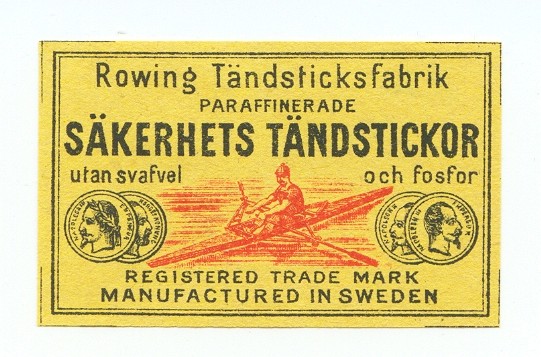 Rowing Tändsticksfabrik
PARAFFINERADE
SÄKERHETS TÄNDSTICKOR
utan svafvel och fosfor
REGISTERED TRADE MARK
MANUFACTURED IN SWEDEN